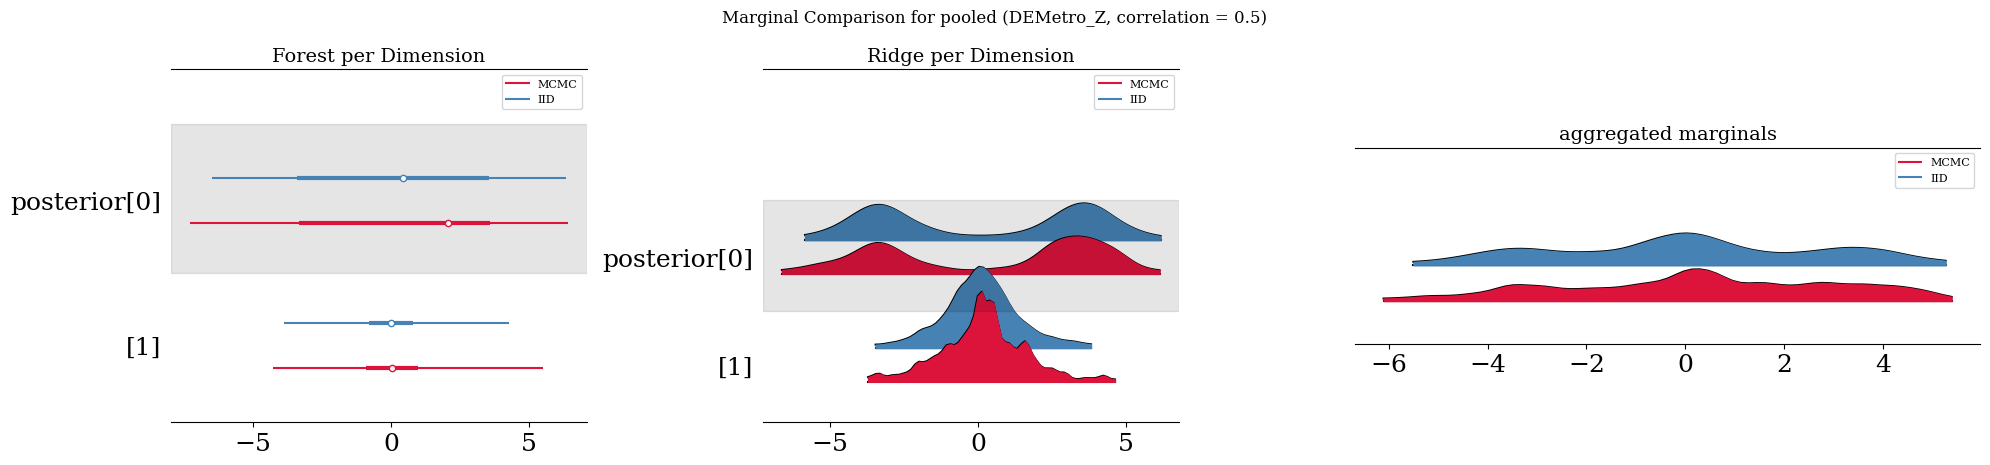 Marginal Comparison for pooled (DEMetro_Z, correlation = 0.5)
Forest per Dimension
MCMC
IID
posterior[0]
[1]
−5 0 5
Ridge per Dimension
MCMC
IID
posterior[0]
[1]
−5 0 5
aggregated marginals
MCMC
IID
−6 −4 −2 0 2 4